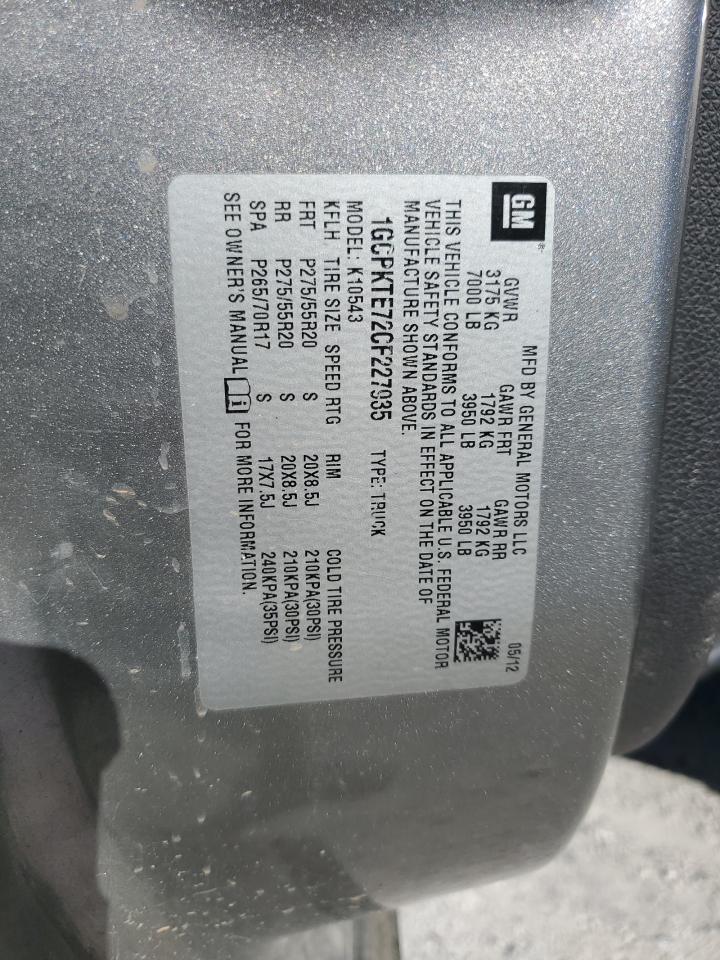 GM ®
MFD BY GENERAL MOTORS LLC 05/12
GVWR GAWR FRT GAWR RR
3175 KG 1792 KG 1792 KG
7000 LB 3950 LB 3950 LB
THIS VEHICLE CONFORMS TO ALL APPLICABLE U.S. FEDERAL MOTOR
VEHICLE SAFETY STANDARDS IN EFFECT ON THE DATE OF
MANUFACTURE SHOWN ABOVE.
1GCPKTE72CF227935 TYPE: TRUCK
MODEL: K10543
KFLH TIRE SIZE SPEED RTG RIM COLD TIRE PRESSURE
FRT P275/55R20 S 20X8.5J 210KPA(30PSI)
RR P275/55R20 S 20X8.5J 210KPA(30PSI)
SPA P265/70R17 S 17X7.5J 240KPA(35PSI)
SEE OWNER'S MANUAL i FOR MORE INFORMATION.